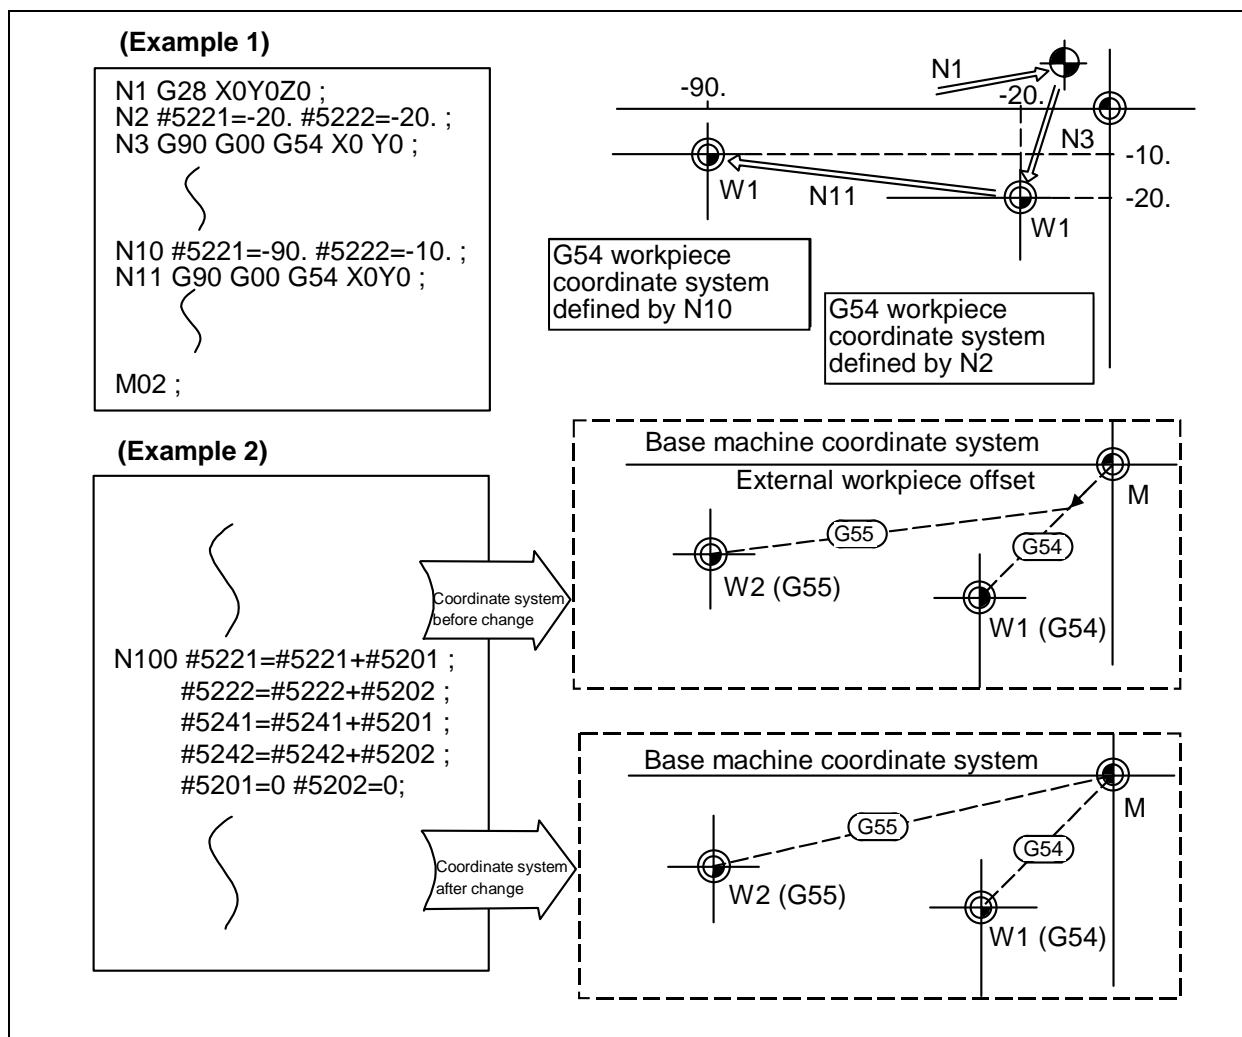 (Example 1)
N1 G28 X0Y0Z0 ;
N2 #5221=-20. #5222=-20. ;
N3 G90 G00 G54 X0 Y0 ;
N10 #5221=-90. #5222=-10. ;
N11 G90 G00 G54 X0Y0 ;
M02 ;
-90.
N1
-20.
N3
-10.
W1
N11
-20.
W1
G54 workpiece
coordinate system
defined by N10
G54 workpiece
coordinate system
defined by N2
(Example 2)
N100 #5221=#5221+#5201 ;
#5222=#5222+#5202 ;
#5241=#5241+#5201 ;
#5242=#5242+#5202 ;
#5201=0 #5202=0;
Coordinate system
before change
Base machine coordinate system
External workpiece offset
M
G55
G54
W2 (G55)
W1 (G54)
Coordinate system
after change
Base machine coordinate system
M
G55
G54
W2 (G55)
W1 (G54)